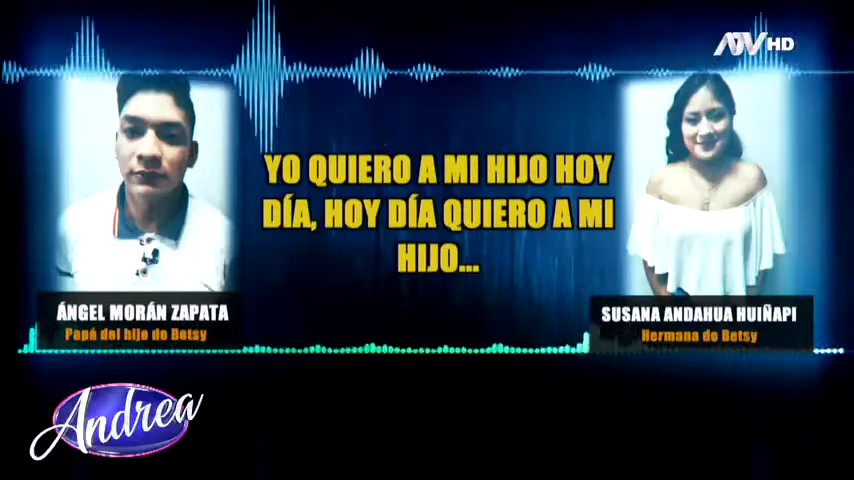 ATV HD
YO QUIERO A MI HIJO HOY
DÍA, HOY DÍA QUIERO A MI
HIJO...
ÁNGEL MORÁN ZAPATA
Papá del hijo de Betsy
SUSANA ANDAHUA HUIÑAPI
Hermana de Betsy
Andrea